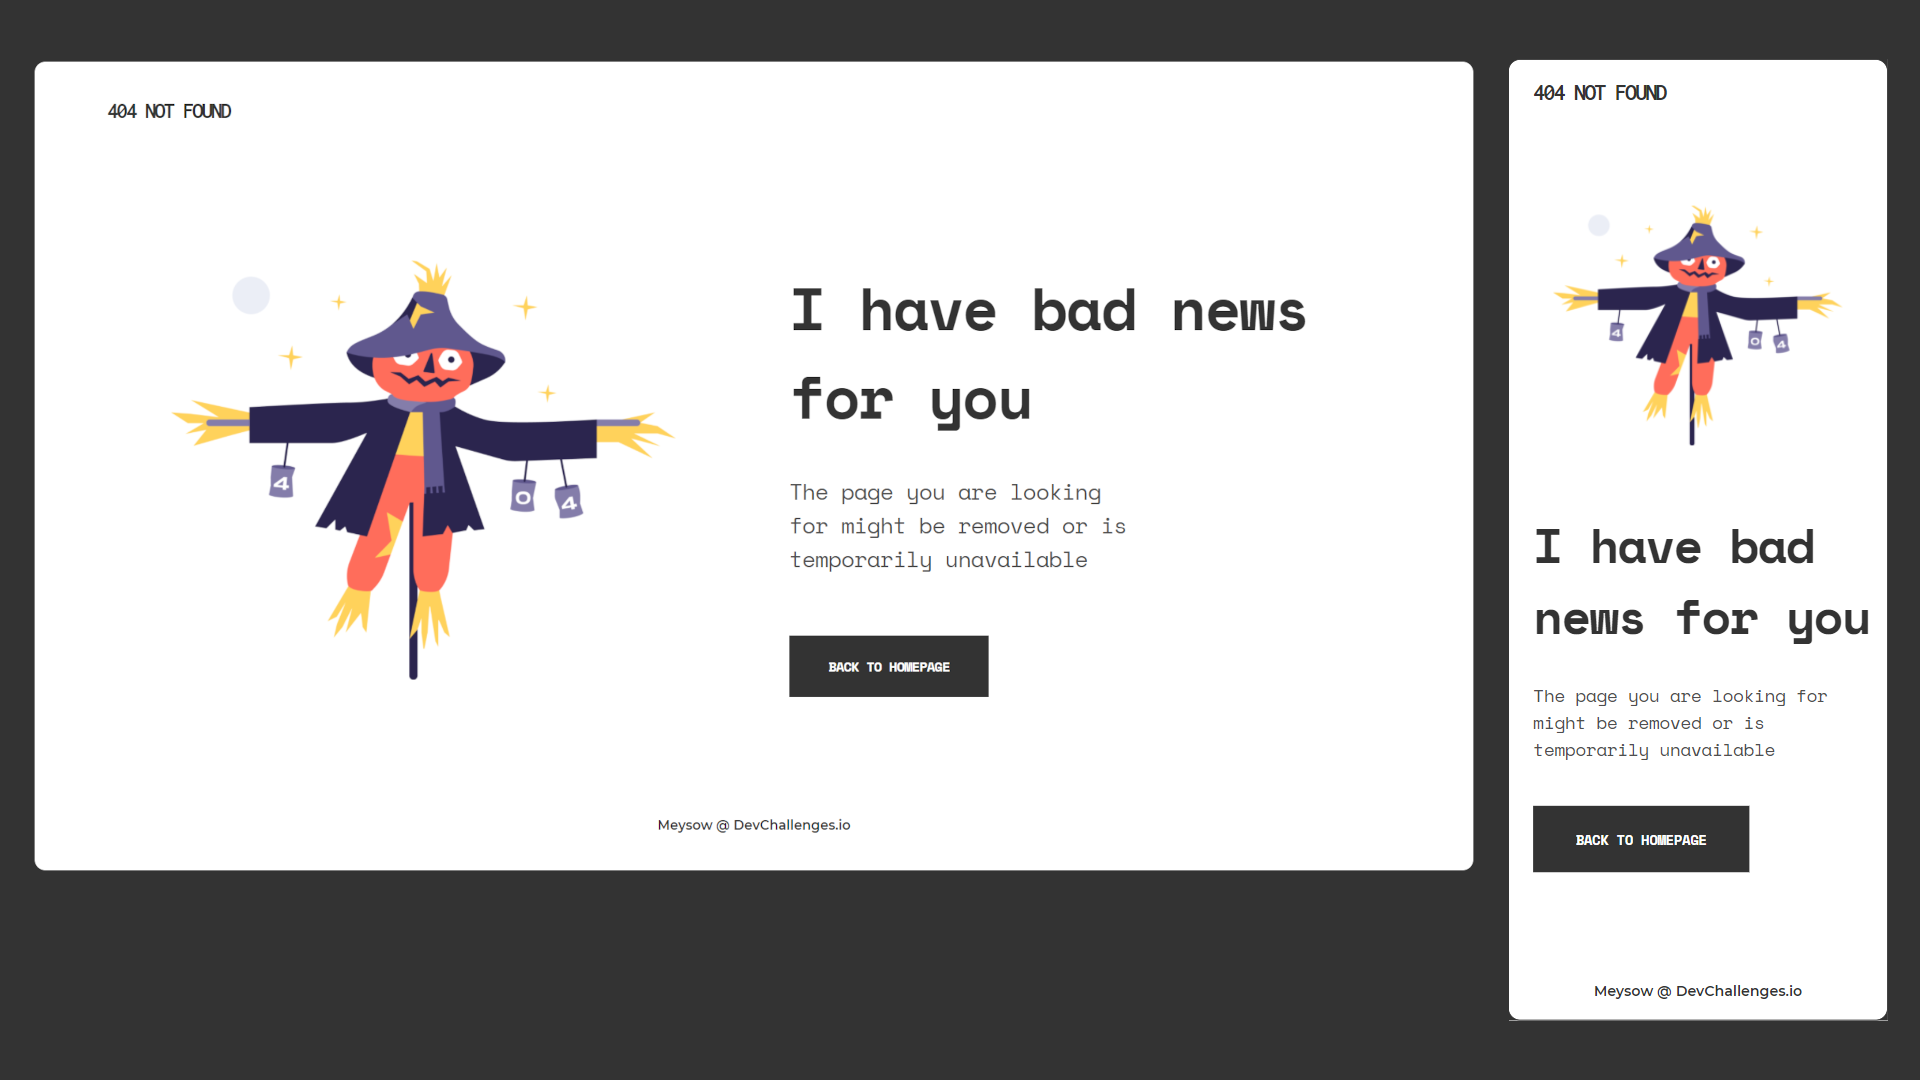 404 NOT FOUND
4
0
4
I have bad news
for you
The page you are looking
for might be removed or is
temporarily unavailable
BACK TO HOMEPAGE
Meysow @ DevChallenges.io
404 NOT FOUND
4
0
4
I have bad
news for you
The page you are looking for
might be removed or is
temporarily unavailable
BACK TO HOMEPAGE
Meysow @ DevChallenges.io